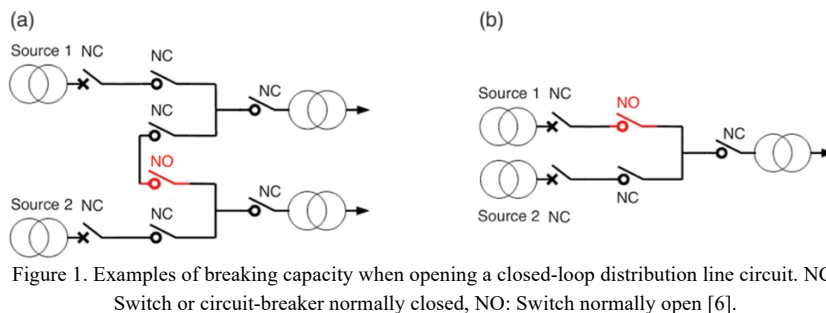 (a)
(b)
Source 1 NC
NC
NC
NC
NO
NC
Source 2 NC
NC
Source 1 NC
NO
NC
NC
Source 2 NC
Figure 1. Examples of breaking capacity when opening a closed-loop distribution line circuit. NC
Switch or circuit-breaker normally closed, NO: Switch normally open [6].